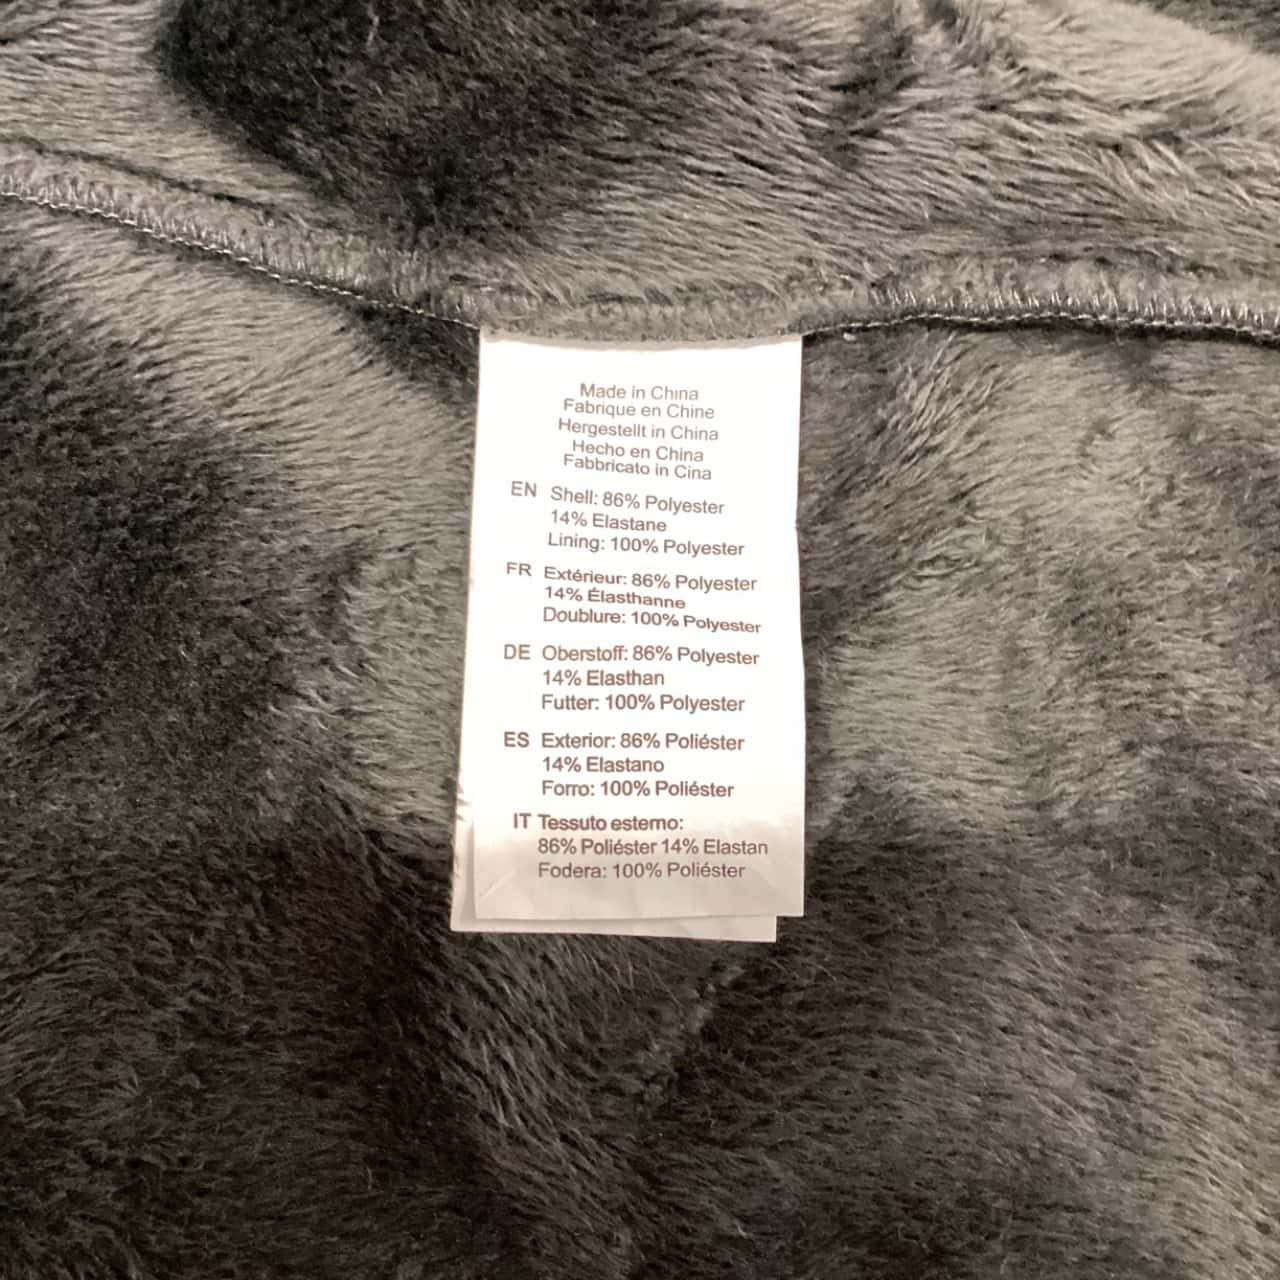 Made in China
Fabriqué en Chine
Hergestellt in China
Hecho en China
Fabbricato in Cina
EN Shell: 86% Polyester
14% Elastane
Lining: 100% Polyester
FR Extérieur: 86% Polyester
14% Élasthanne
Doublure: 100% Polyester
DE Oberstoff: 86% Polyester
14% Elasthan
Futter: 100% Polyester
ES Exterior: 86% Poliéster
14% Elastano
Forro: 100% Poliéster
IT Tessuto esterno:
86% Poliéster 14% Elastan
Fodera: 100% Poliéster